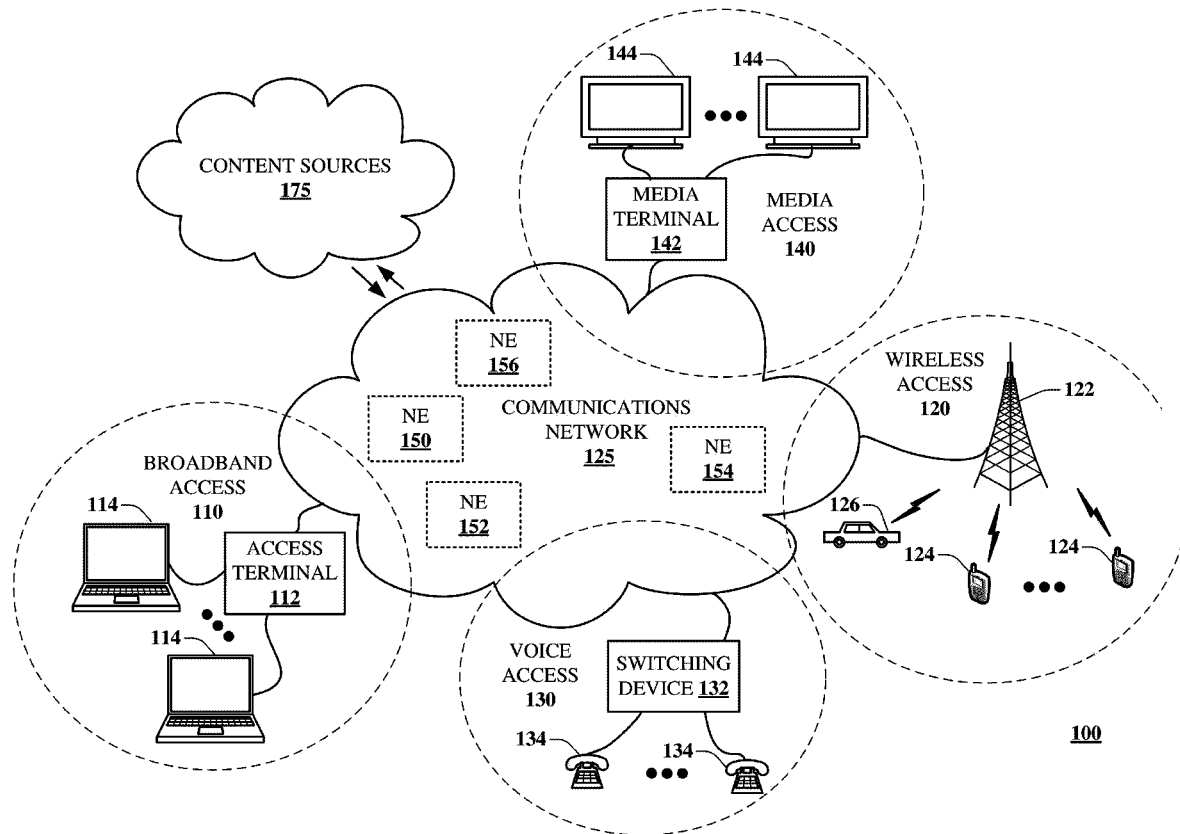 144
144
CONTENT SOURCES
175
MEDIA
TERMINAL
142
MEDIA
ACCESS
140
NE
156
WIRELESS
ACCESS
120
122
NE
150
COMMUNICATIONS
NETWORK
125
NE
154
BROADBAND
ACCESS
110
NE
152
114
126
ACCESS
TERMINAL
112
124
124
114
VOICE
ACCESS
130
SWITCHING
DEVICE 132
134
134
100